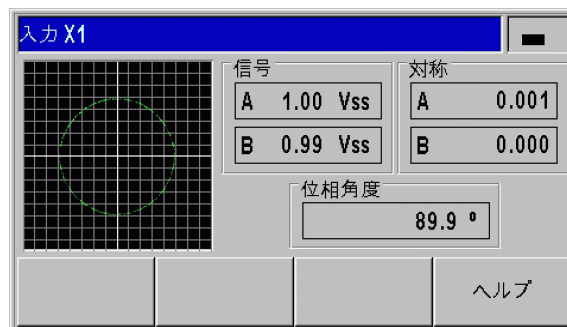 入力 X1
信号
対称
A 1.00 Vss
A 0.001
B 0.99 Vss
B 0.000
位相角度
89.9 º
ヘルプ